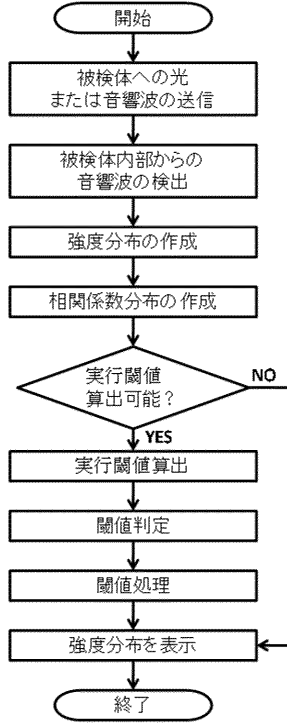 開始
被検体への光
または音響波の送信
被検体内部からの
音響波の検出
強度分布の作成
相関係数分布の作成
実行閾値
算出可能？
NO
YES
実行閾値算出
閾値判定
閾値処理
強度分布を表示
終了